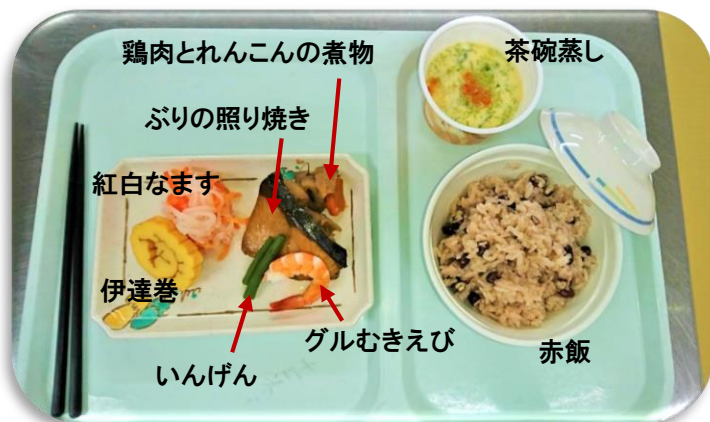 鶏肉とれんこんの煮物
茶碗蒸し
ぶりの照り焼き
紅白なます
伊達巻
グルむきえび
赤飯
いんげん